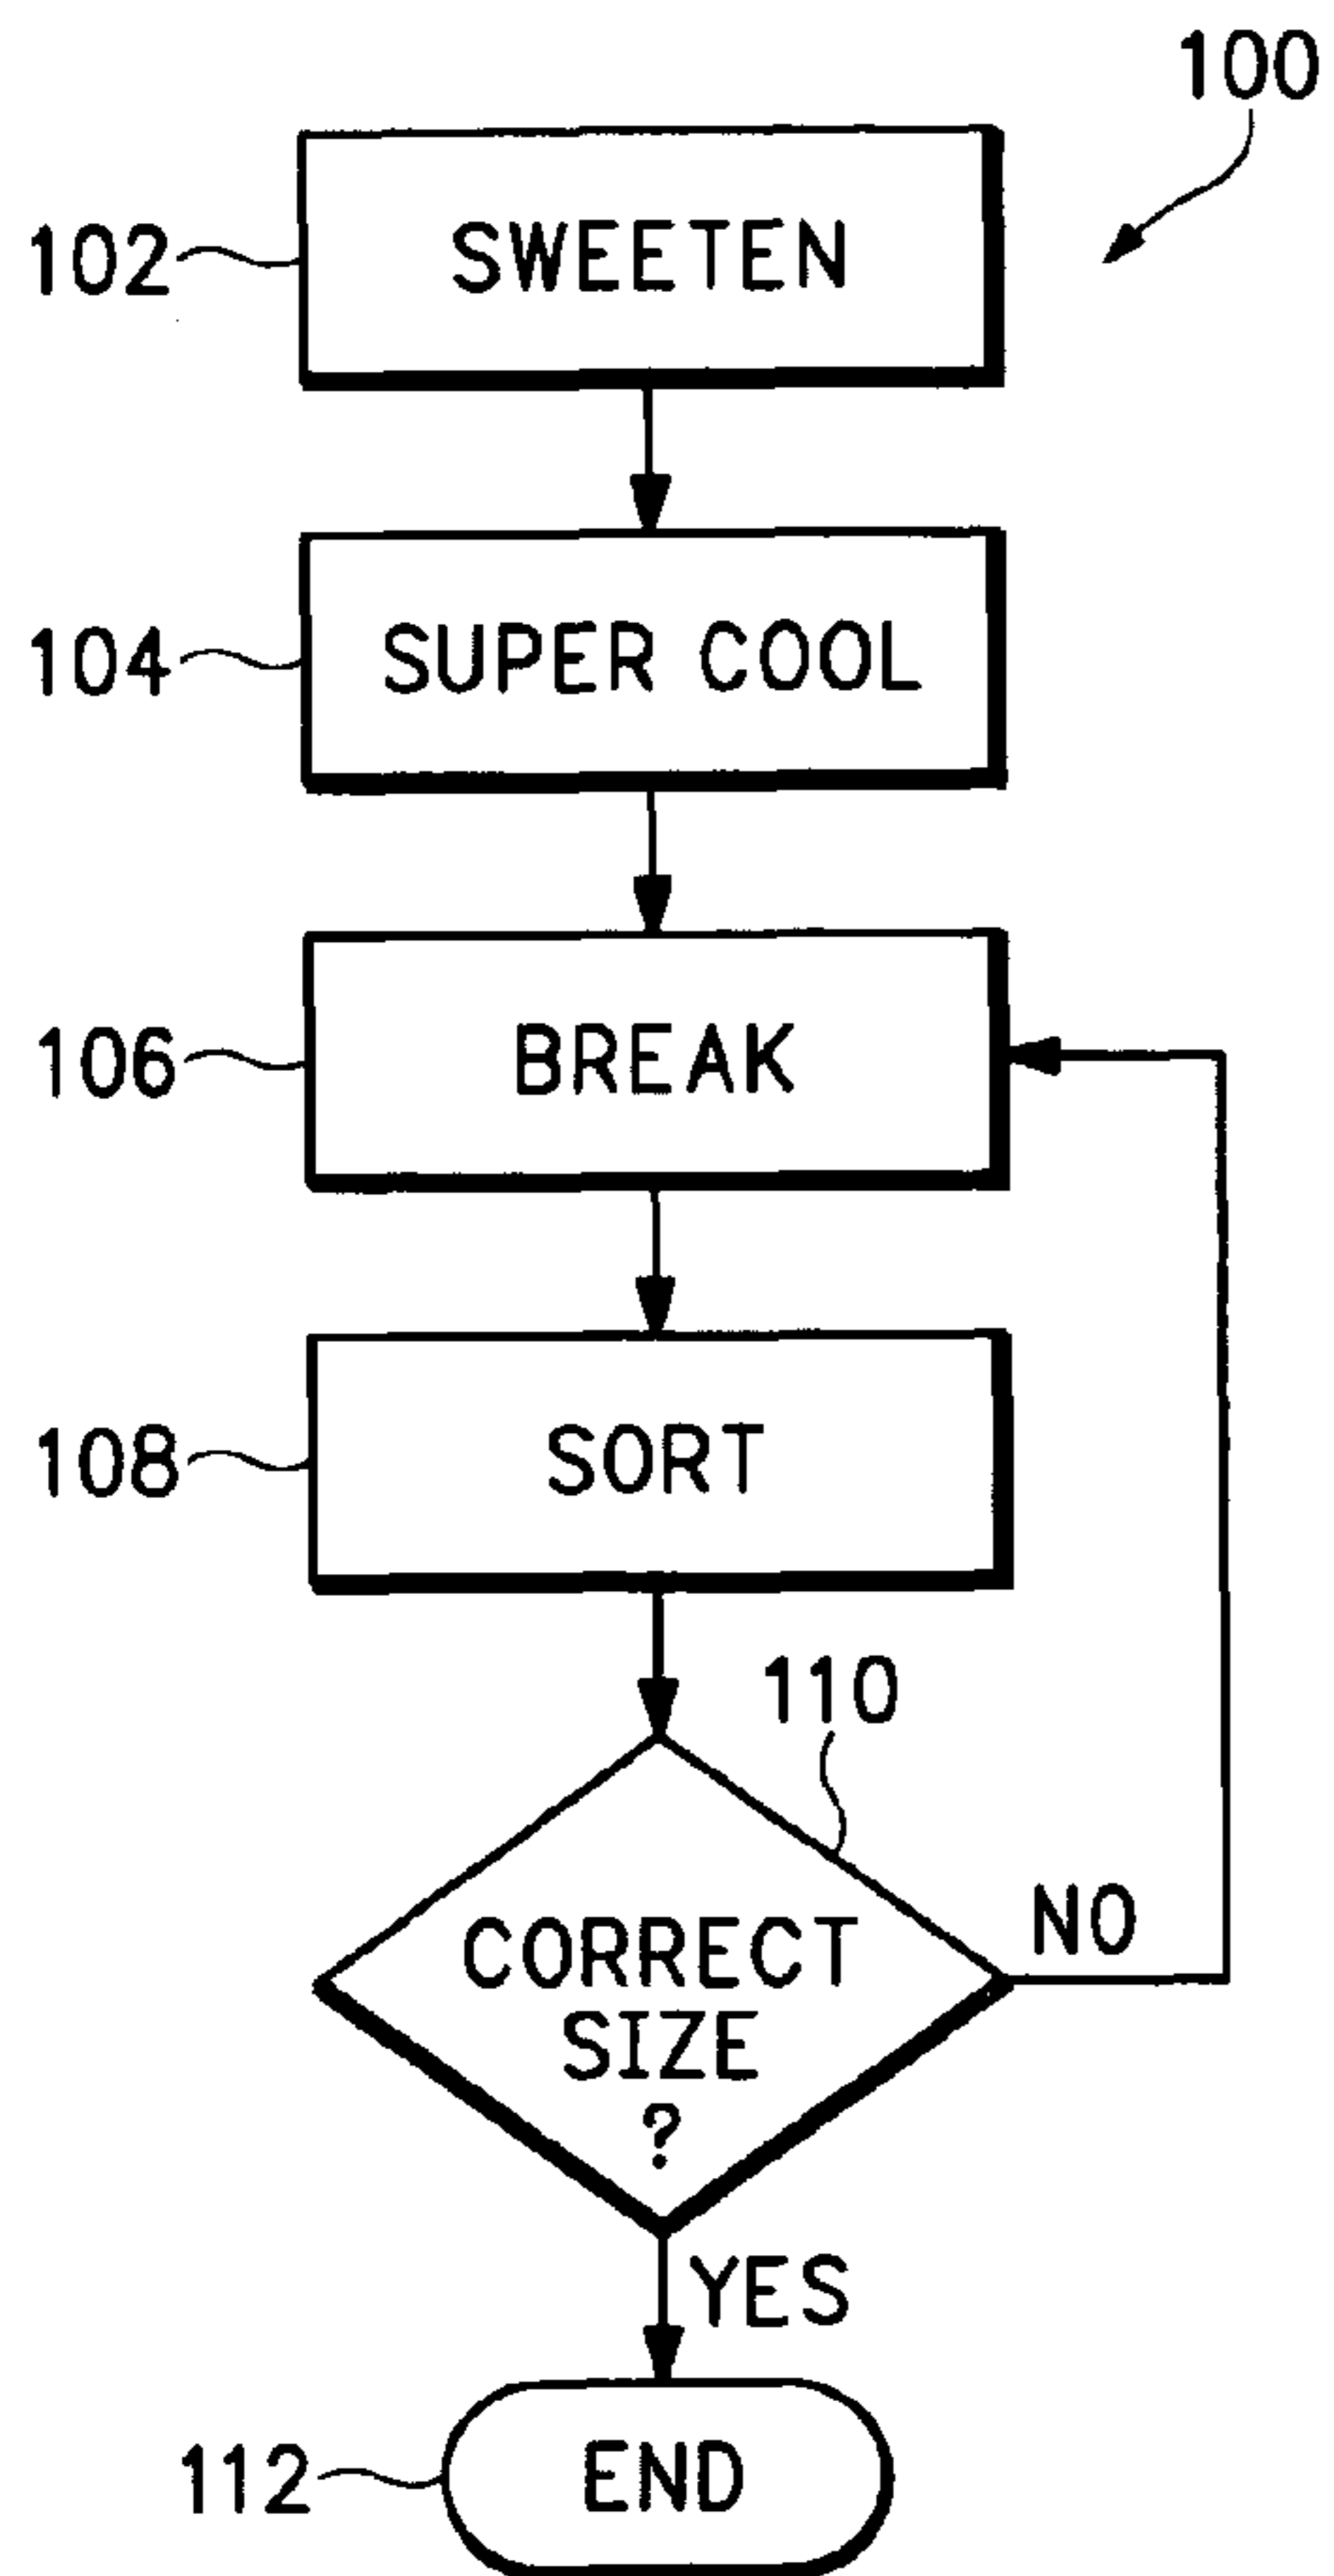 100
102
SWEETEN
104
SUPER COOL
106
BREAK
108
SORT
110
CORRECT
SIZE
?
NO
YES
112
END